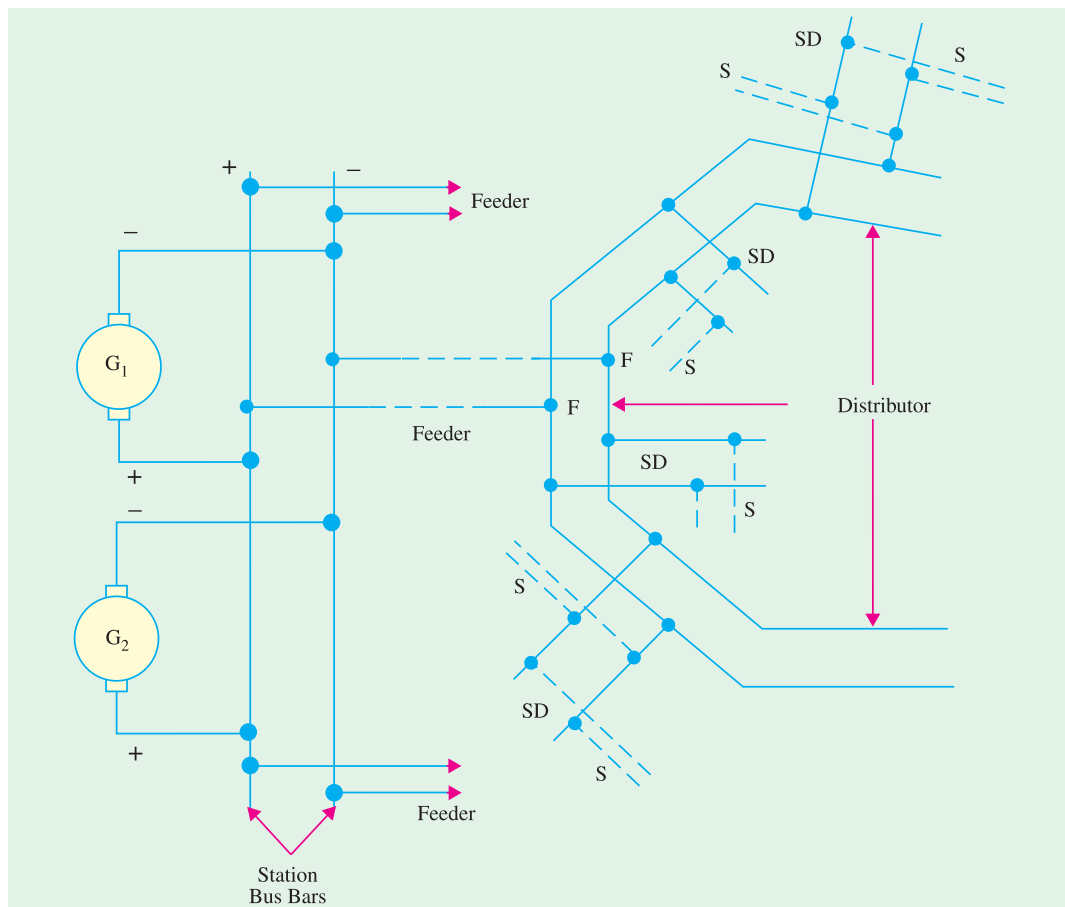 SD
S
S
+
−
Feeder
−
SD
G1
F
S
F
Distributor
Feeder
SD
+
S
−
S
G2
SD
+
S
Feeder
Station
Bus Bars